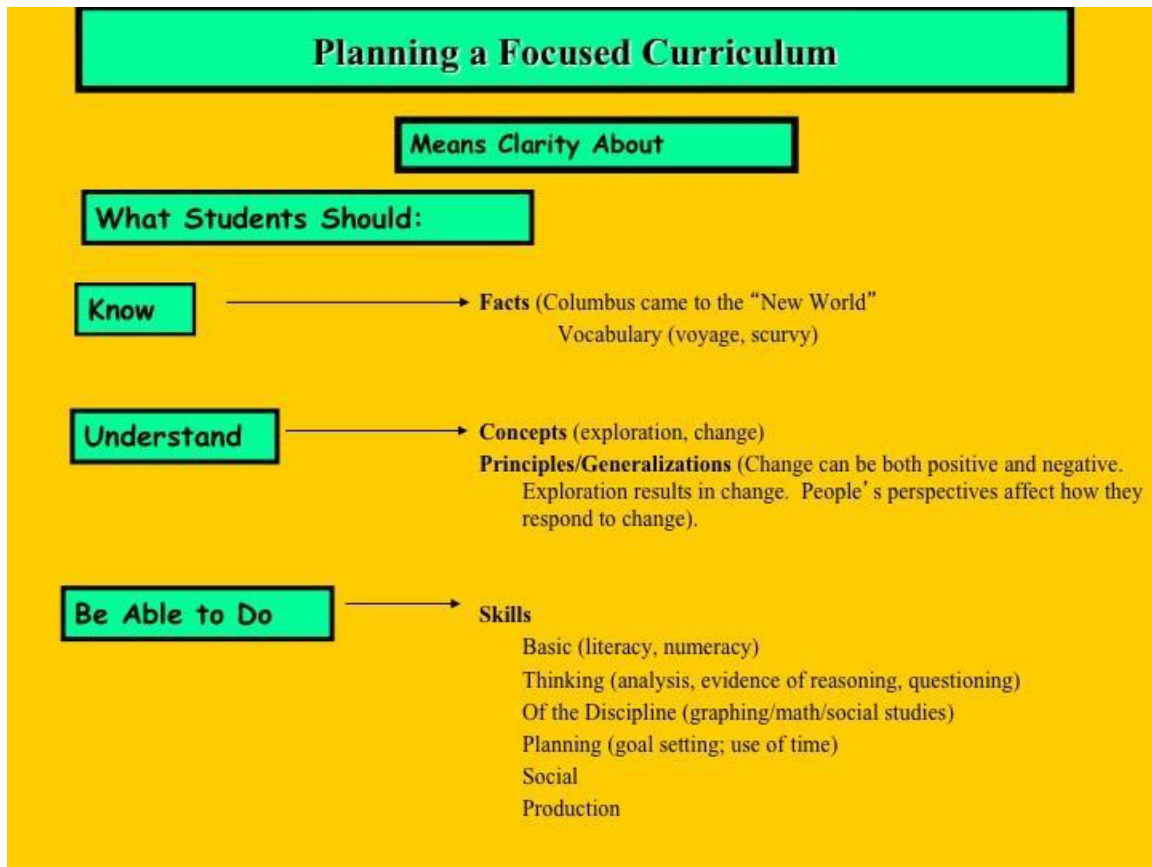 Planning a Focused Curriculum
Means Clarity About
What Students Should:
Know
Facts (Columbus came to the “New World”
Vocabulary (voyage, scurvy)
Understand
Concepts (exploration, change)
Principles/Generalizations (Change can be both positive and negative.
Exploration results in change.  People’s perspectives affect how they
respond to change).
Be Able to Do
Skills
Basic (literacy, numeracy)
Thinking (analysis, evidence of reasoning, questioning)
Of the Discipline (graphing/math/social studies)
Planning (goal setting; use of time)
Social
Production